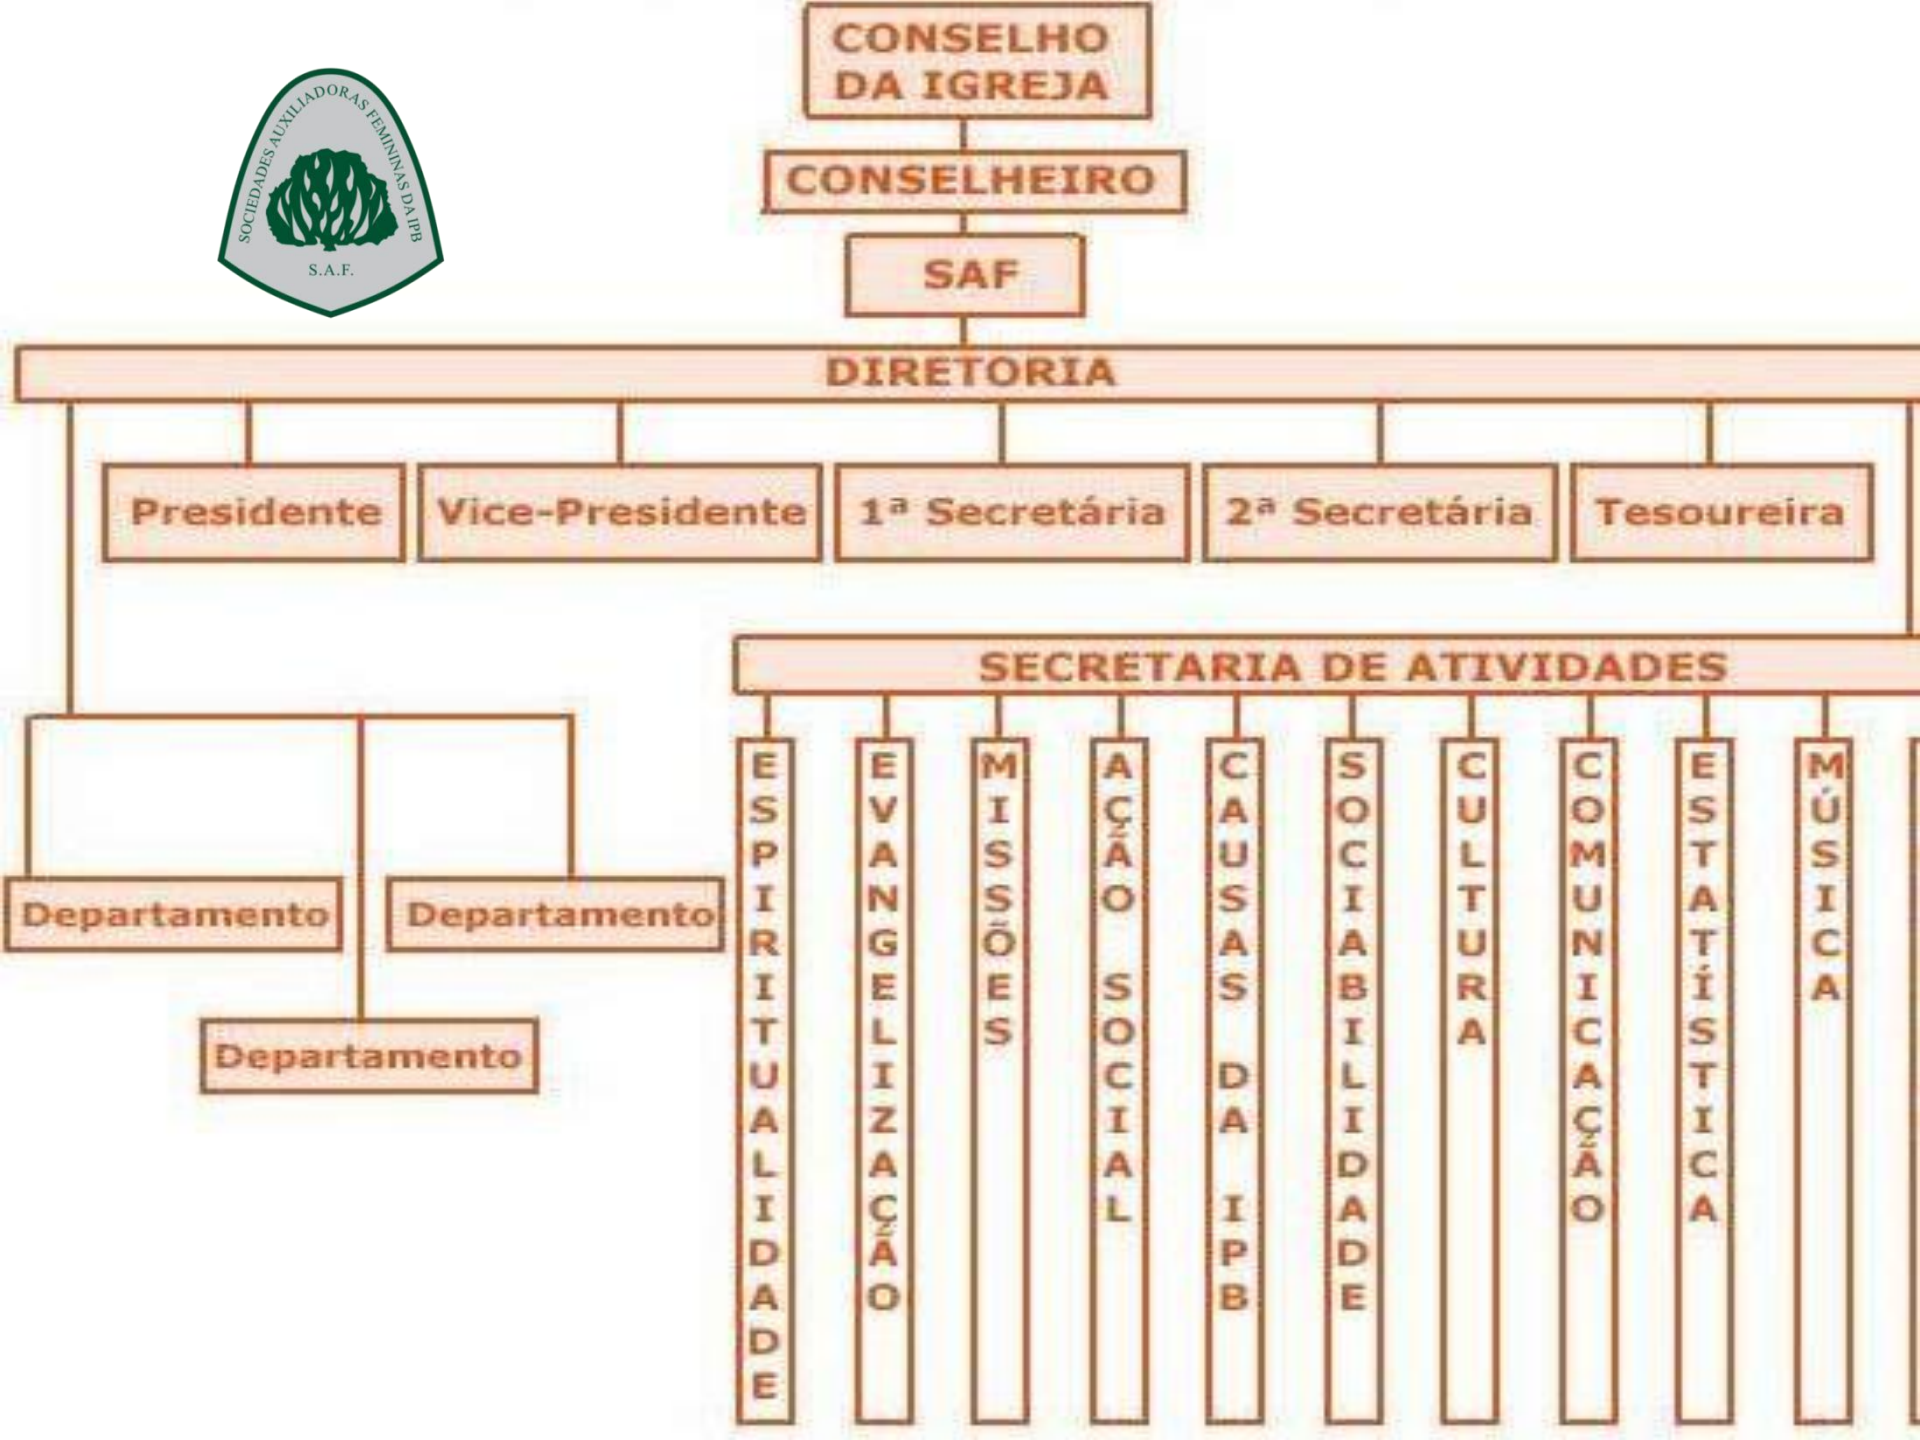 CONSELHO
DA IGREJA
CONSELHEIRO
SOCIEDADES AUXILIADORAS FEMININAS DA IPB
S.A.F.
SAF
DIRETORIA
Presidente
Vice-Presidente
1ª Secretária
2ª Secretária
Tesoureira
SECRETARIA DE ATIVIDADES
Departamento
Departamento
Departamento
ESPIRITUALIDADE
EVANGELIZAÇÃO
MISSÕES
AÇÃO SOCIAL
CAUSAS DA IPB
SOCIABILIDADE
CULTURA
COMUNICAÇÃO
ESTATÍSTICA
MÚSICA